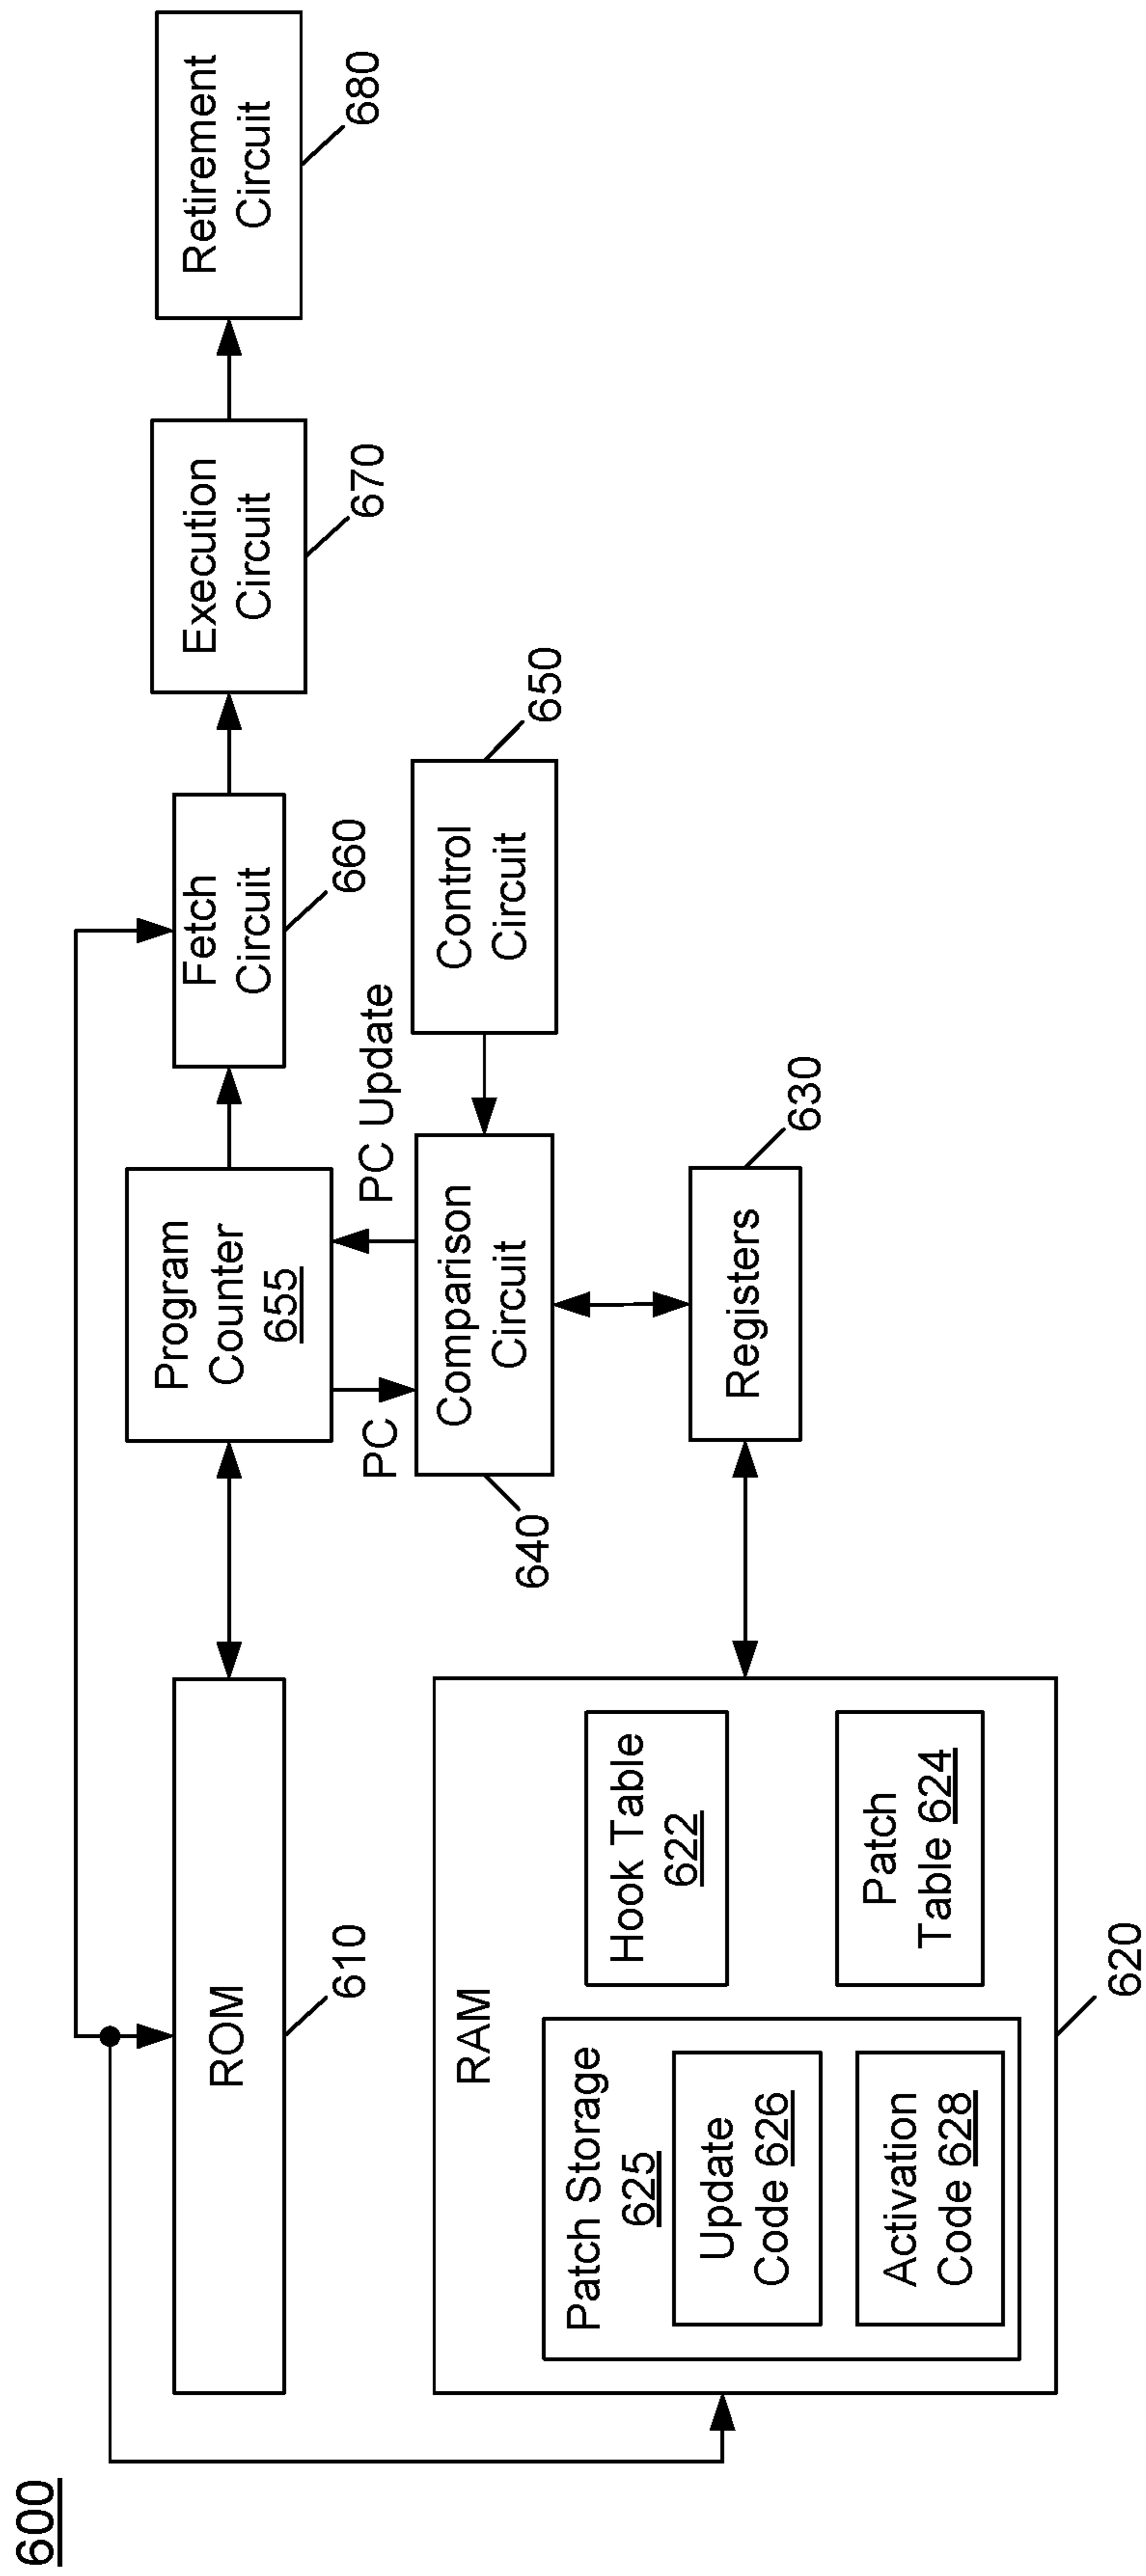 600
ROM
610
Program
Counter
655
Fetch
Circuit
660
Execution
Circuit
670
Retirement
Circuit
680
PC
PC Update
Comparison
Circuit
640
Control
Circuit
650
Registers
630
RAM
Patch Storage
625
Update
Code 626
Activation
Code 628
Hook Table
622
Patch
Table 624
620